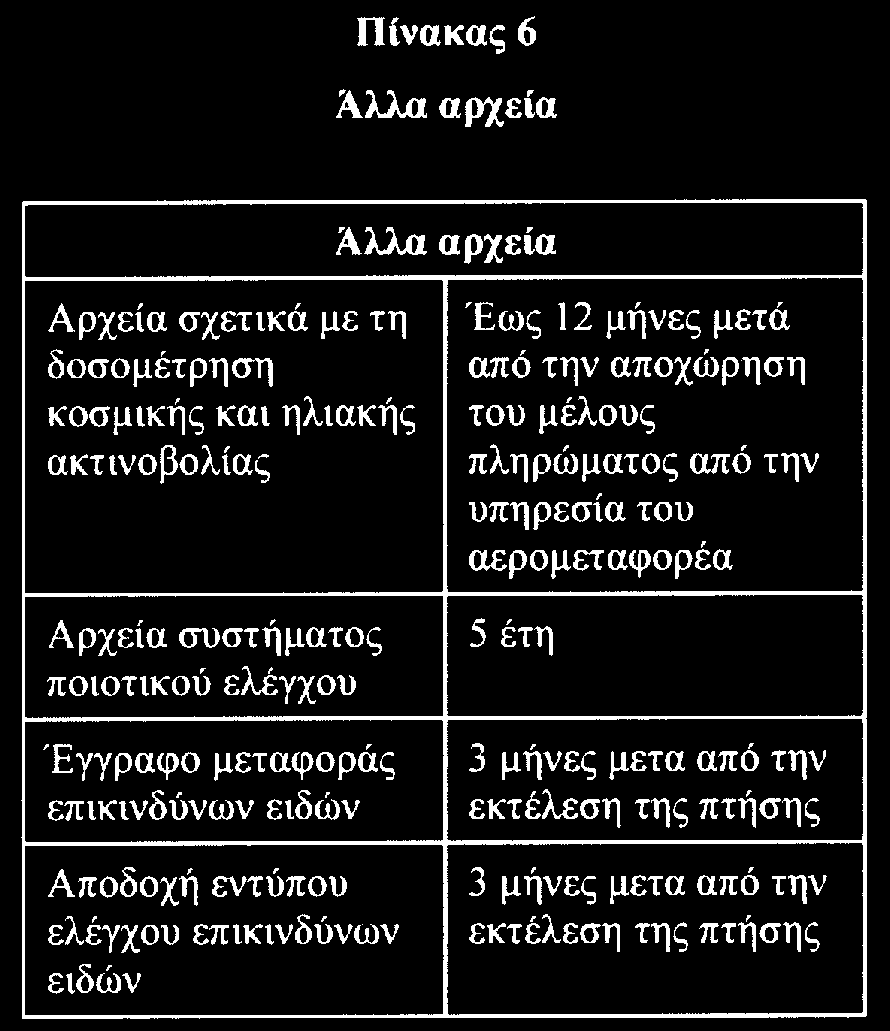 Πίνακας 6
Άλλα αρχεία
Άλλα αρχεία
Αρχεία σχετικά με τη
δοσομέτρηση
κοσμικής και ηλιακής
ακτινοβολίας
Έως 12 μήνες μετά
από την αποχώρηση
του μέλους
πληρώματος από την
υπηρεσία του
αερομεταφορέα
Αρχεία συστήματος
ποιοτικού ελέγχου
5 έτη
Έγγραφο μεταφοράς
επικινδύνων ειδών
3 μήνες μετα από την
εκτέλεση της πτήσης
Αποδοχή εντύπου
ελέγχου επικινδύνων
ειδών
3 μήνες μετα από την
εκτέλεση της πτήσης